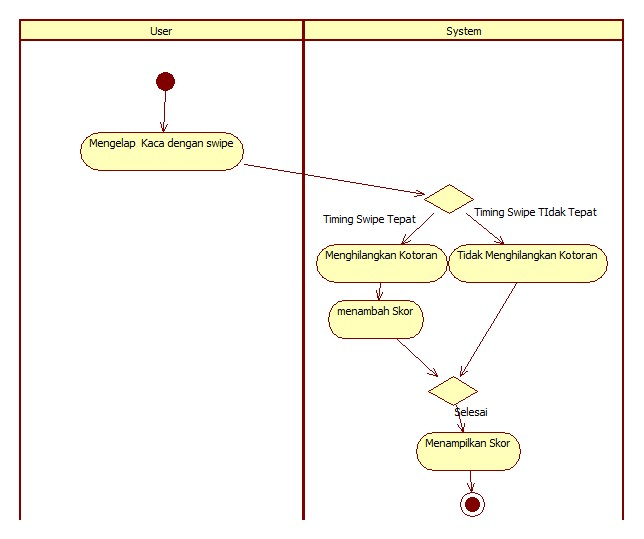 User
System
Mengelap  Kaca dengan swipe
Timing Swipe Tepat
Timing Swipe TIdak Tepat
Menghilangkan Kotoran
Tidak Menghilangkan Kotoran
menambah Skor
Selesai
Menampilkan Skor